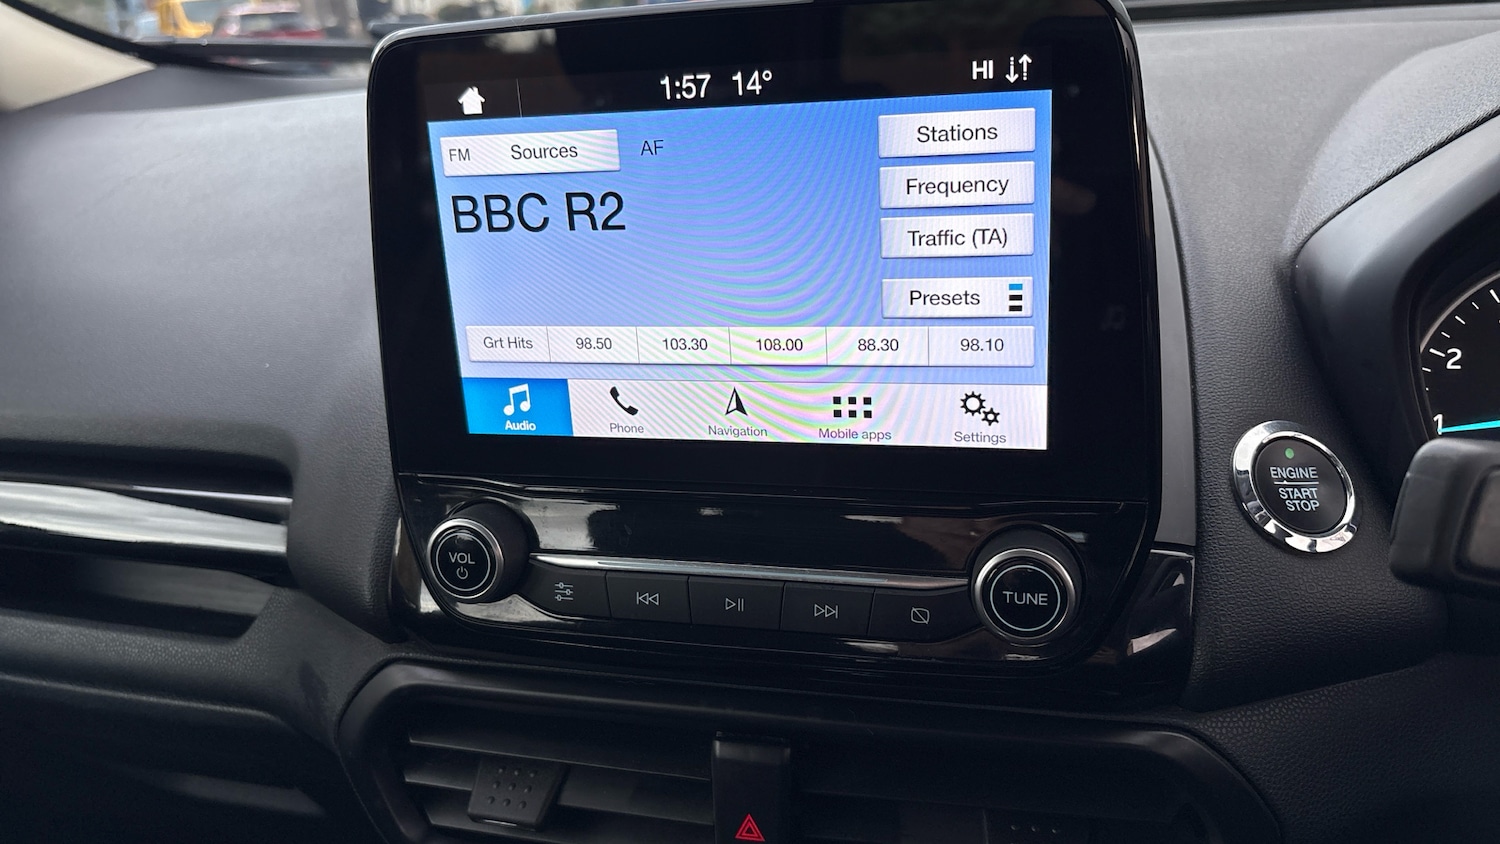 1:57 14°
HI
FM Sources
AF
Stations
BBC R2
Frequency
Traffic (TA)
Presets
Grt Hits 98.50 103.30 108.00 88.30 98.10
Audio Phone Navigation Mobile apps Settings
VOL
TUNE
ENGINE
START
STOP
2
1